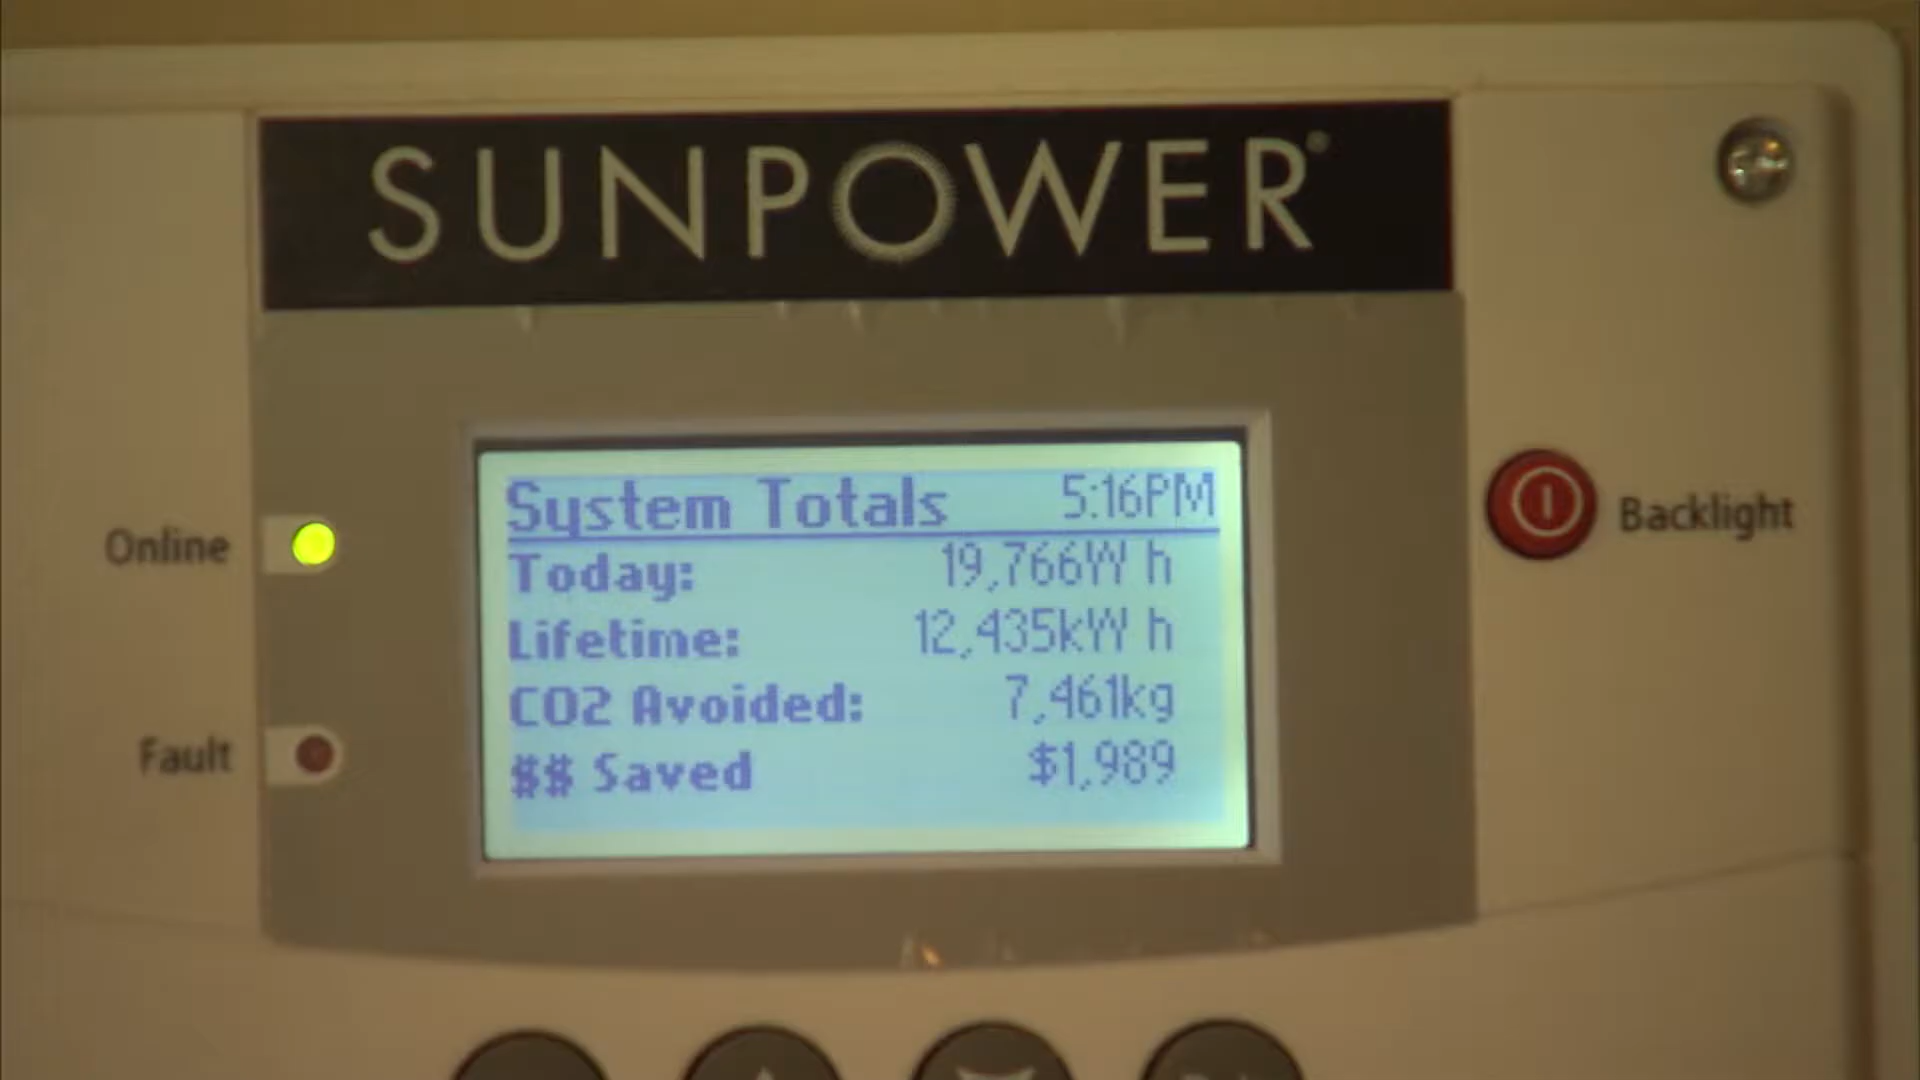 SUNPOWER®
System Totals 5:16PM
Today: 19,766W h
Lifetime: 12,435kW h
CO2 Avoided: 7,461kg
$$ Saved $1,989
Online
Fault
Backlight